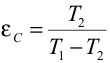 ε_C = T_2 / (T_1 − T_2)